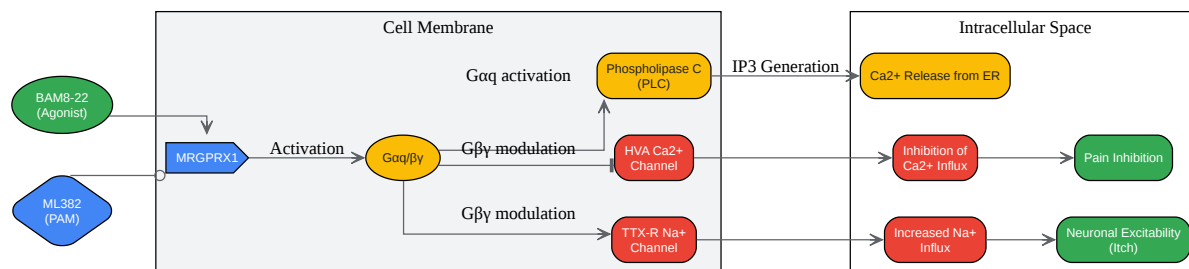 Cell Membrane
Intracellular Space
BAM8-22
(Agonist)
ML382
(PAM)
MRGPRX1
Activation
Gαq/βγ
Gαq activation
Phospholipase C
(PLC)
IP3 Generation
Ca2+ Release from ER
Gβγ modulation
HVA Ca2+
Channel
Inhibition of
Ca2+ Influx
Pain Inhibition
Gβγ modulation
TTX-R Na+
Channel
Increased Na+
Influx
Neuronal Excitability
(Itch)